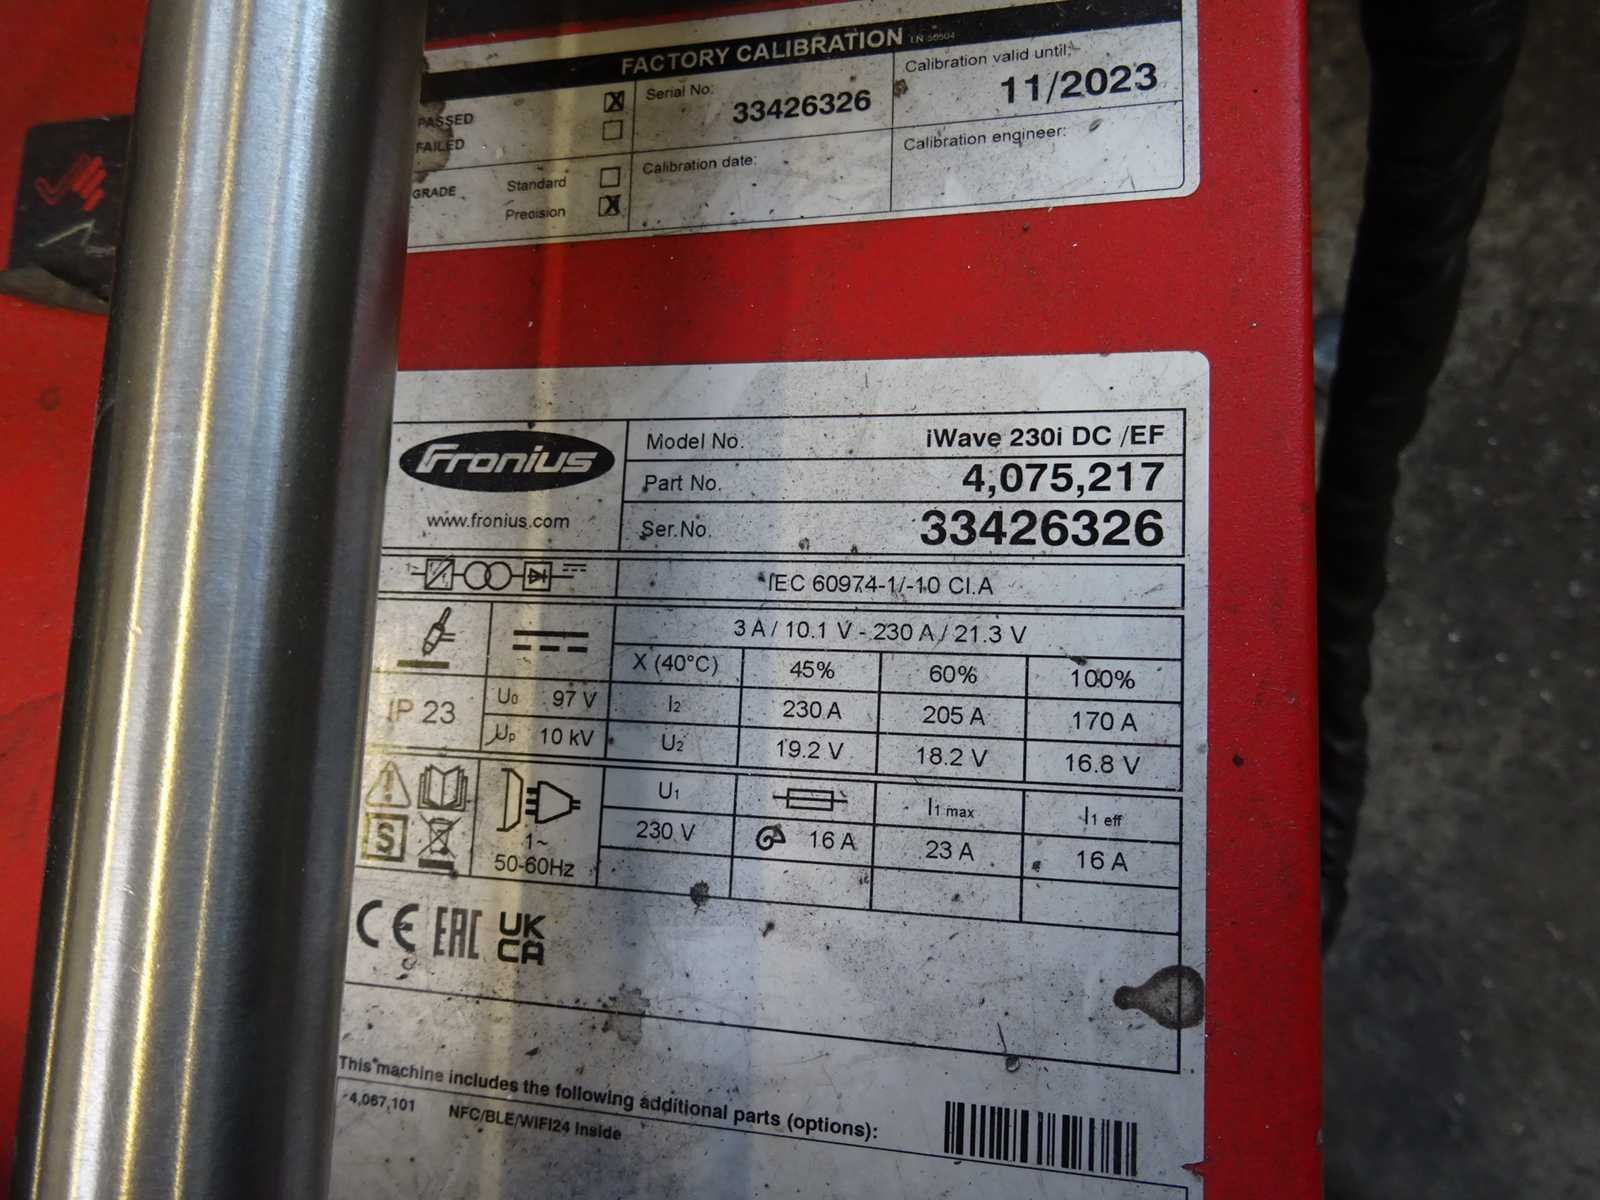 FACTORY CALIBRATION EN 50504
PASSED X
FAILED
Serial No: 33426326
Calibration valid until: 11/2023
GRADE Standard
Precision X
Calibration date:
Calibration engineer:
Fronius
www.fronius.com
Model No. iWave 230i DC /EF
Part No. 4,075,217
Ser.No. 33426326
1~
IEC 60974-1/-10 Cl.A
3 A / 10.1 V - 230 A / 21.3 V
X (40°C) 45% 60% 100%
IP 23
U0 97 V
Up 10 kV
I2 230 A 205 A 170 A
U2 19.2 V 18.2 V 16.8 V
S
1~
50-60Hz
U1 I1 max I1 eff
230 V 16 A 23 A 16 A
CE EAC UK CA
This machine includes the following additional parts (options):
4,067,101 NFC/BLE/WIFI24 Inside